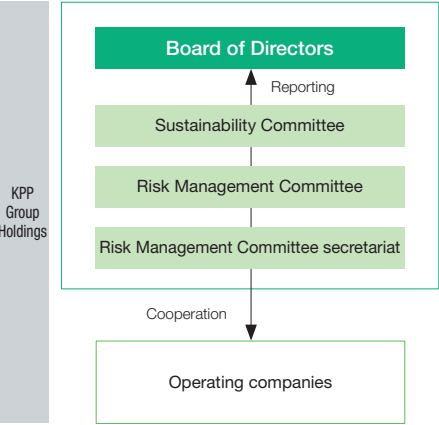 Board of Directors
Reporting
Sustainability Committee
Risk Management Committee
KPP
Group
Holdings
Risk Management Committee secretariat
Cooperation
Operating companies